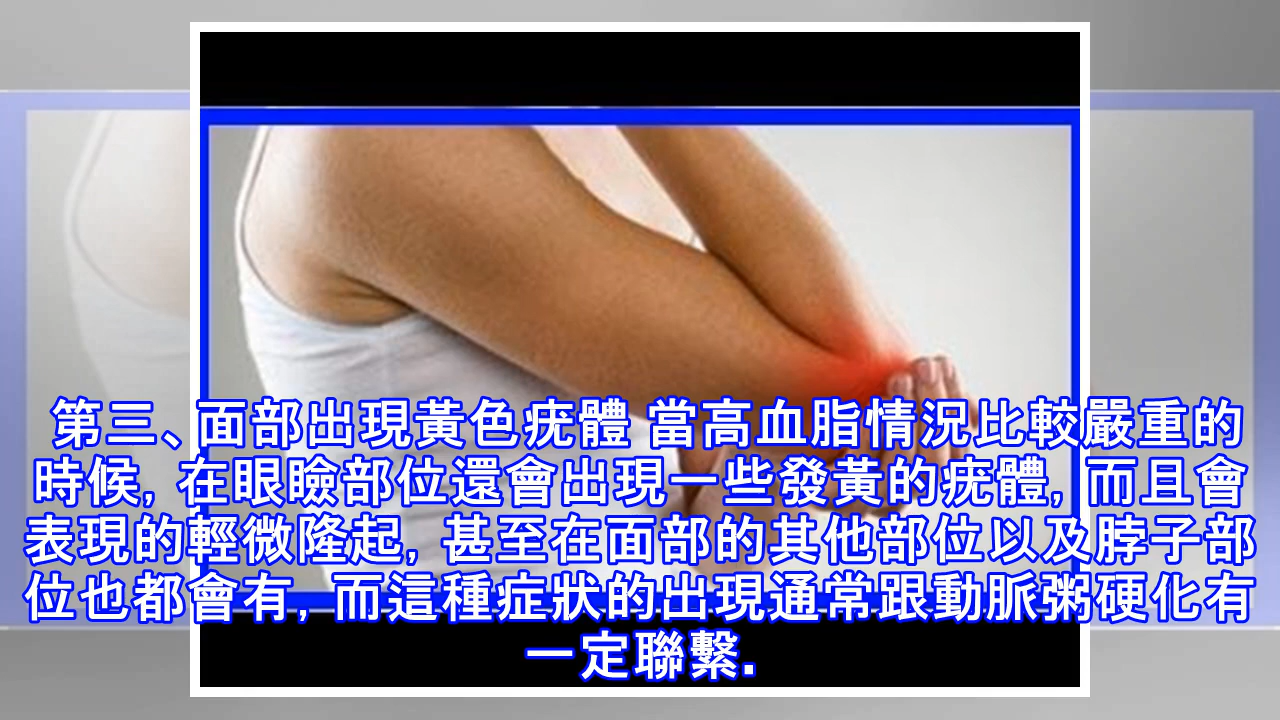 第三、面部出現黃色疣體 當高血脂情況比較嚴重的
時候, 在眼瞼部位還會出現一些發黃的疣體, 而且會
表現的輕微隆起, 甚至在面部的其他部位以及脖子部
位也都會有, 而這種症狀的出現通常跟動脈粥硬化有
一定聯繫.